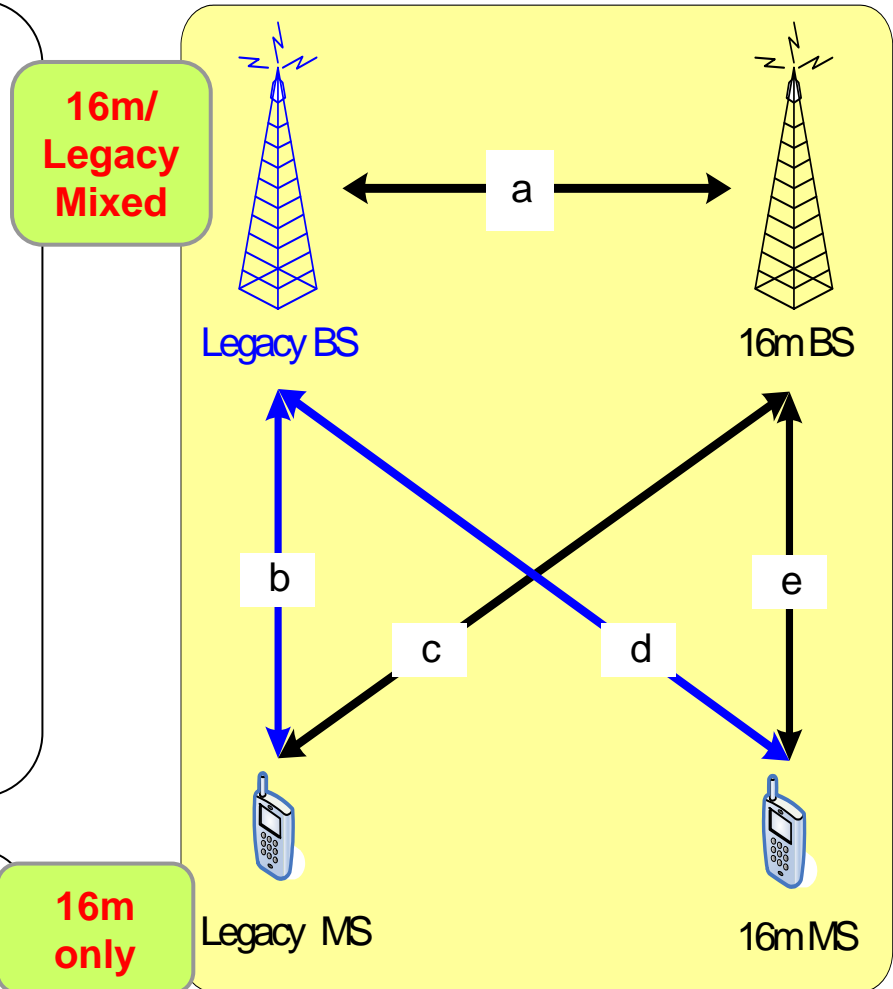 16m/
Legacy
Mixed
a
Legacy BS
16m BS
b
e
c
d
16m
only
Legacy MS
16m MS